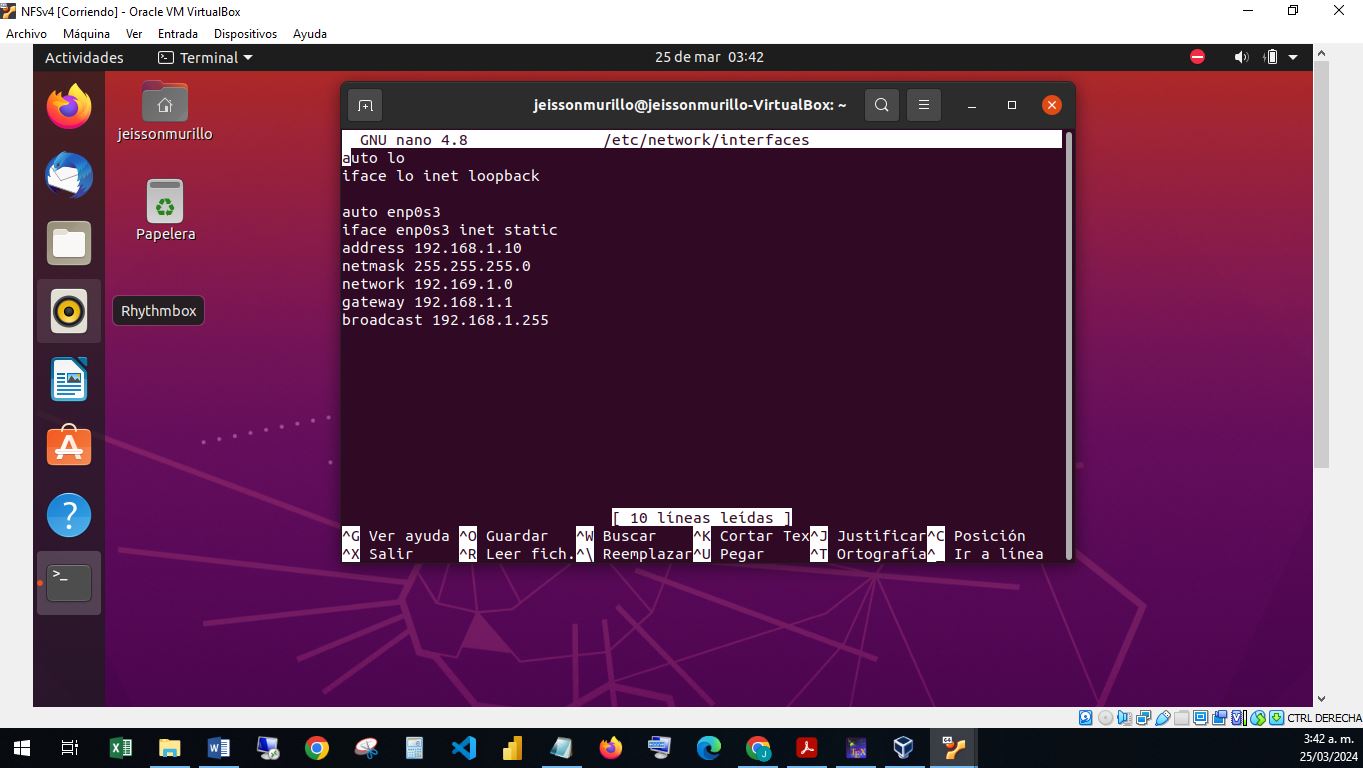 NFSv4 [Corriendo] - Oracle VM VirtualBox
Archivo Máquina Ver Entrada Dispositivos Ayuda
Actividades Terminal 25 de mar 03:42
jeissonmurillo
Papelera
Rhythmbox
jeissonmurillo@jeissonmurillo-VirtualBox: ~
GNU nano 4.8 /etc/network/interfaces
auto lo
iface lo inet loopback
auto enp0s3
iface enp0s3 inet static
address 192.168.1.10
netmask 255.255.255.0
network 192.169.1.0
gateway 192.168.1.1
broadcast 192.168.1.255
[ 10 líneas leídas ]
^G Ver ayuda ^O Guardar ^W Buscar ^K Cortar Tex^J Justificar^C Posición
^X Salir ^R Leer fich.^\ Reemplazar^U Pegar ^T Ortografía^_ Ir a línea
CTRL DERECHA
3:42 a. m.
25/03/2024